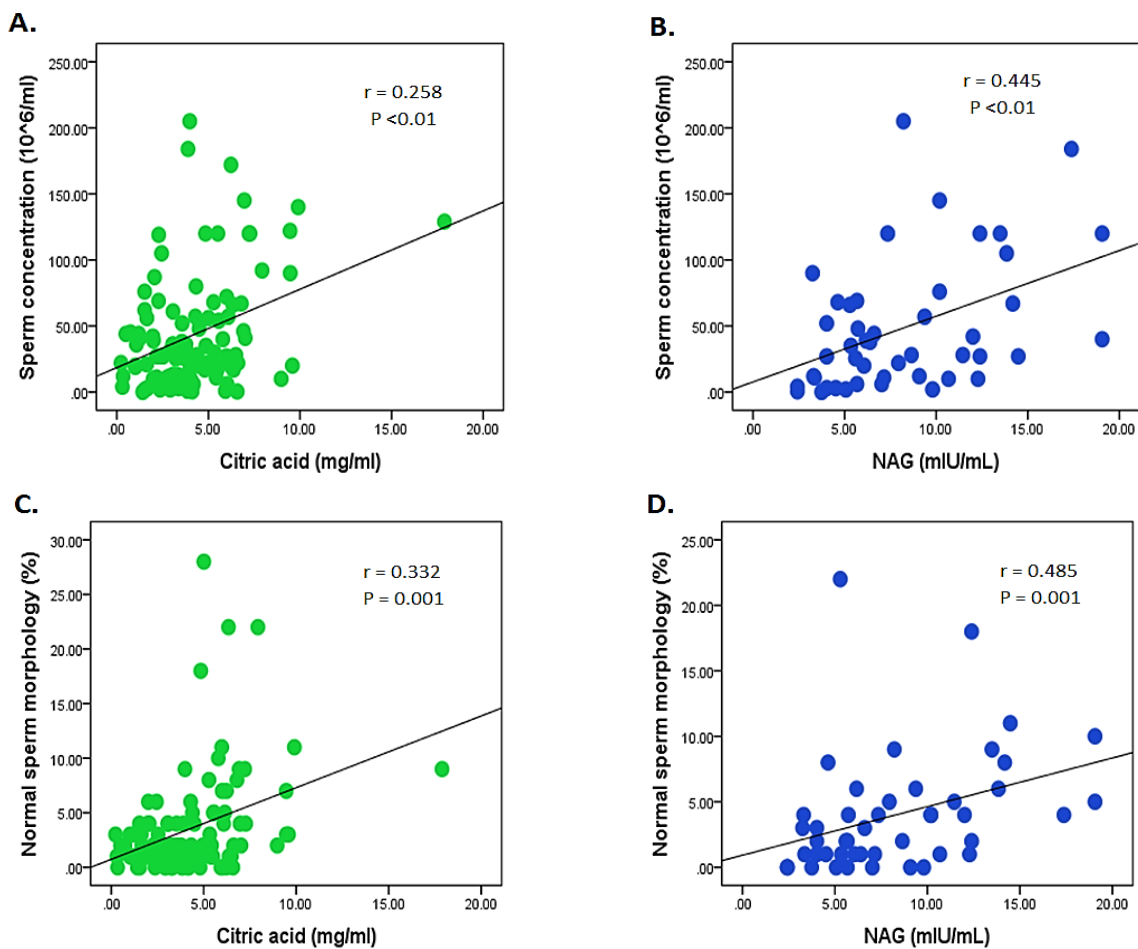 A.
Sperm concentration (10^6/ml)
250.00
200.00
150.00
100.00
50.00
.00
r = 0.258
P <0.01
.00 5.00 10.00 15.00 20.00
Citric acid (mg/ml)
B.
Sperm concentration (10^6/ml)
250.00
200.00
150.00
100.00
50.00
.00
r = 0.445
P <0.01
.00 5.00 10.00 15.00 20.00
NAG (mIU/mL)
C.
Normal sperm morphology (%)
30.00
25.00
20.00
15.00
10.00
5.00
.00
r = 0.332
P = 0.001
.00 5.00 10.00 15.00 20.00
Citric acid (mg/ml)
D.
Normal sperm morphology (%)
25.00
20.00
15.00
10.00
5.00
.00
r = 0.485
P = 0.001
.00 5.00 10.00 15.00 20.00
NAG (mIU/mL)